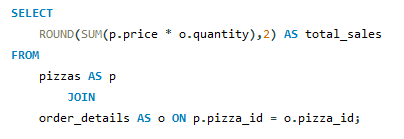 SELECT
ROUND(SUM(p.price * o.quantity),2) AS total_sales
FROM
pizzas AS p
JOIN
order_details AS o ON p.pizza_id = o.pizza_id;